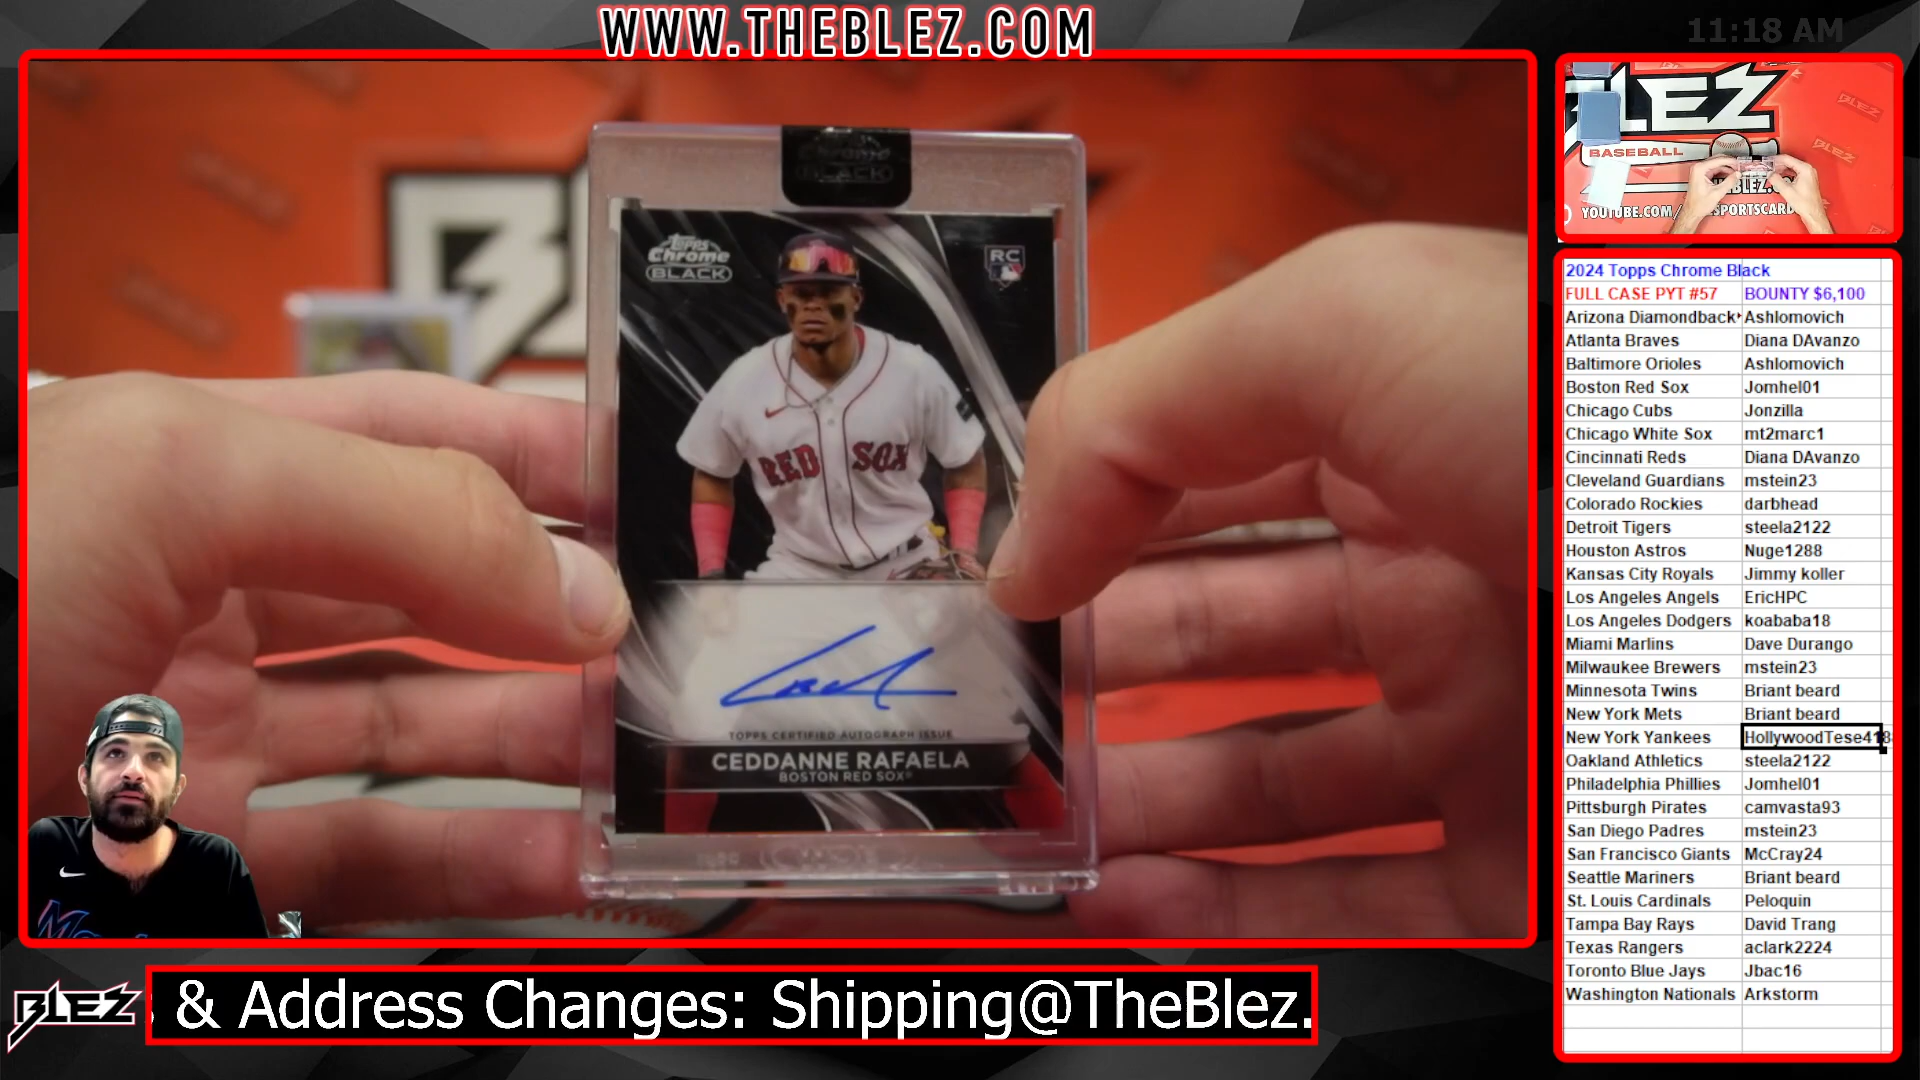 WWW.THEBLEZ.COM
11:18 AM
Topps
Chrome
BLACK
RC
RED SOX
TOPPS CERTIFIED AUTOGRAPH ISSUE
CEDDANNE RAFAELA
BOSTON RED SOX
LEZ
BASEBALL
BLEZ
YOUTUBE.COM/
SPORTSCARD
2024 Topps Chrome Black
FULL CASE PYT #57 BOUNTY $6,100
Arizona Diamondback Ashlomovich
Atlanta Braves Diana DAvanzo
Baltimore Orioles Ashlomovich
Boston Red Sox Jomhel01
Chicago Cubs Jonzilla
Chicago White Sox mt2marc1
Cincinnati Reds Diana DAvanzo
Cleveland Guardians mstein23
Colorado Rockies darbhead
Detroit Tigers steela2122
Houston Astros Nuge1288
Kansas City Royals Jimmy koller
Los Angeles Angels EricHPC
Los Angeles Dodgers koababa18
Miami Marlins Dave Durango
Milwaukee Brewers mstein23
Minnesota Twins Briant beard
New York Mets Briant beard
New York Yankees HollywoodTese418
Oakland Athletics steela2122
Philadelphia Phillies Jomhel01
Pittsburgh Pirates camvasta93
San Diego Padres mstein23
San Francisco Giants McCray24
Seattle Mariners Briant beard
St. Louis Cardinals Peloquin
Tampa Bay Rays David Trang
Texas Rangers aclark2224
Toronto Blue Jays Jbac16
Washington Nationals Arkstorm
BLEZ
& Address Changes: Shipping@TheBlez.